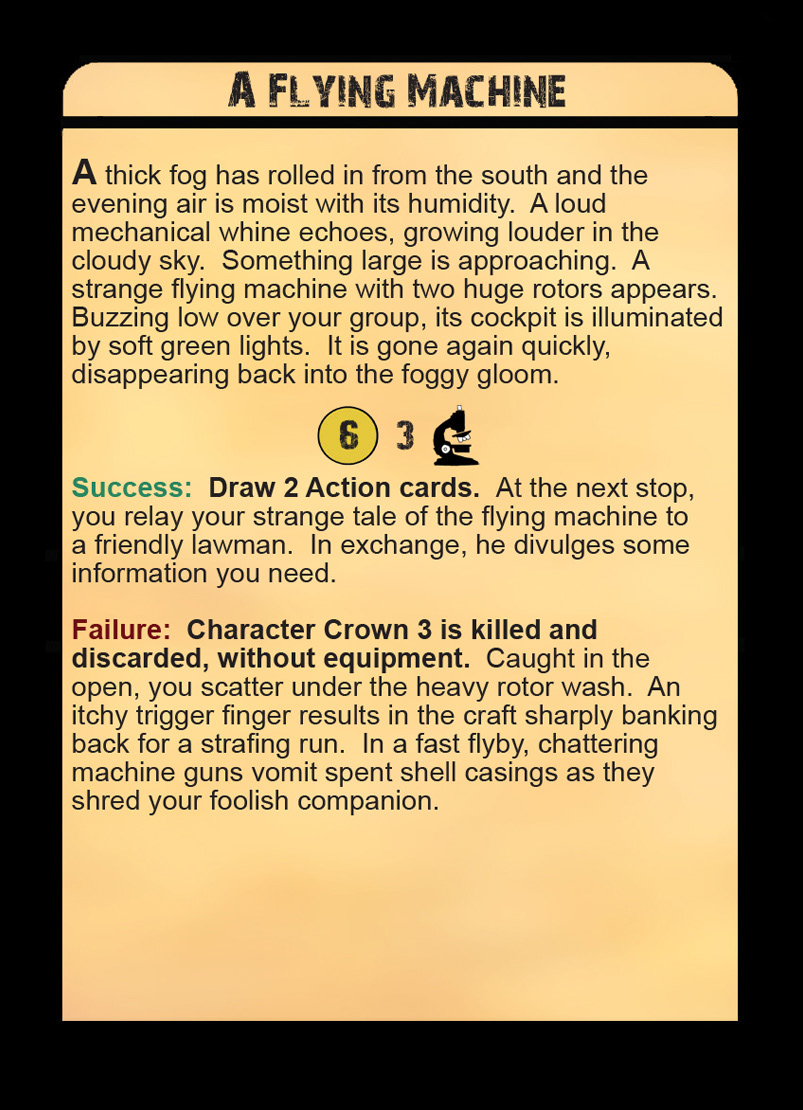 A Flying Machine
A thick fog has rolled in from the south and the
evening air is moist with its humidity.  A loud
mechanical whine echoes, growing louder in the
cloudy sky.  Something large is approaching.  A
strange flying machine with two huge rotors appears.
Buzzing low over your group, its cockpit is illuminated
by soft green lights.  It is gone again quickly,
disappearing back into the foggy gloom.
6 3
Success:  Draw 2 Action cards.  At the next stop,
you relay your strange tale of the flying machine to
a friendly lawman.  In exchange, he divulges some
information you need.
Failure:  Character Crown 3 is killed and
discarded, without equipment.  Caught in the
open, you scatter under the heavy rotor wash.  An
itchy trigger finger results in the craft sharply banking
back for a strafing run.  In a fast flyby, chattering
machine guns vomit spent shell casings as they
shred your foolish companion.